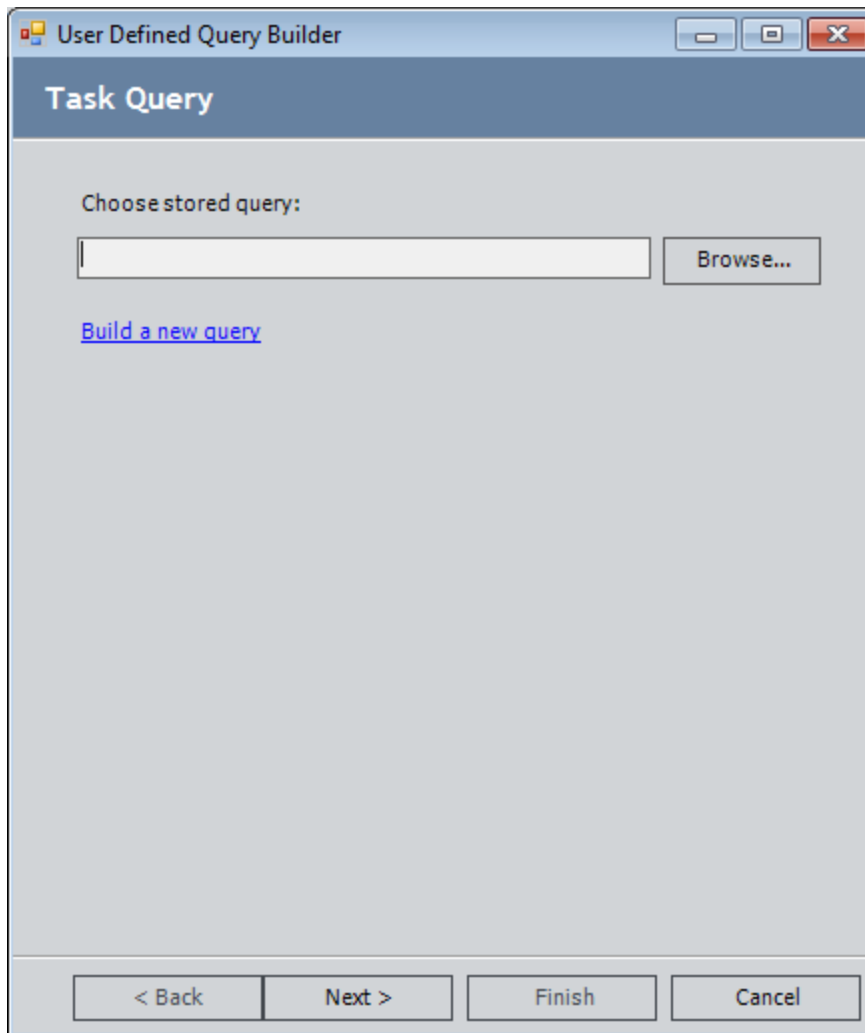 User Defined Query Builder
Task Query
Choose stored query:
Browse...
Build a new query
< Back Next > Finish Cancel